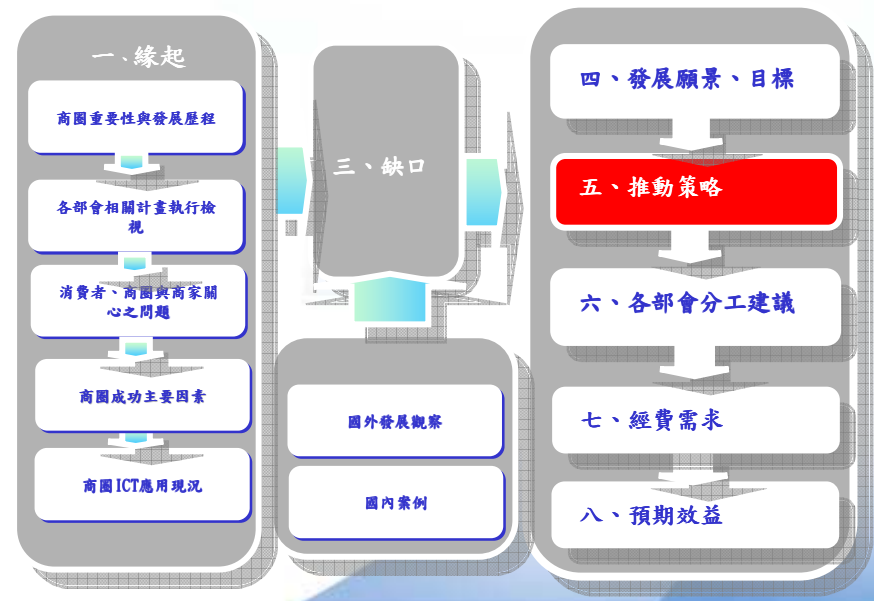 一、緣起
商圈重要性與發展歷程
各部會相關計畫執行檢
視
消費者、商圈與商家關
心之問題
商圈成功主要因素
商圈ICT應用現況
三、缺口
國外發展觀察
國內案例
四、發展願景、目標
五、推動策略
六、各部會分工建議
七、經費需求
八、預期效益